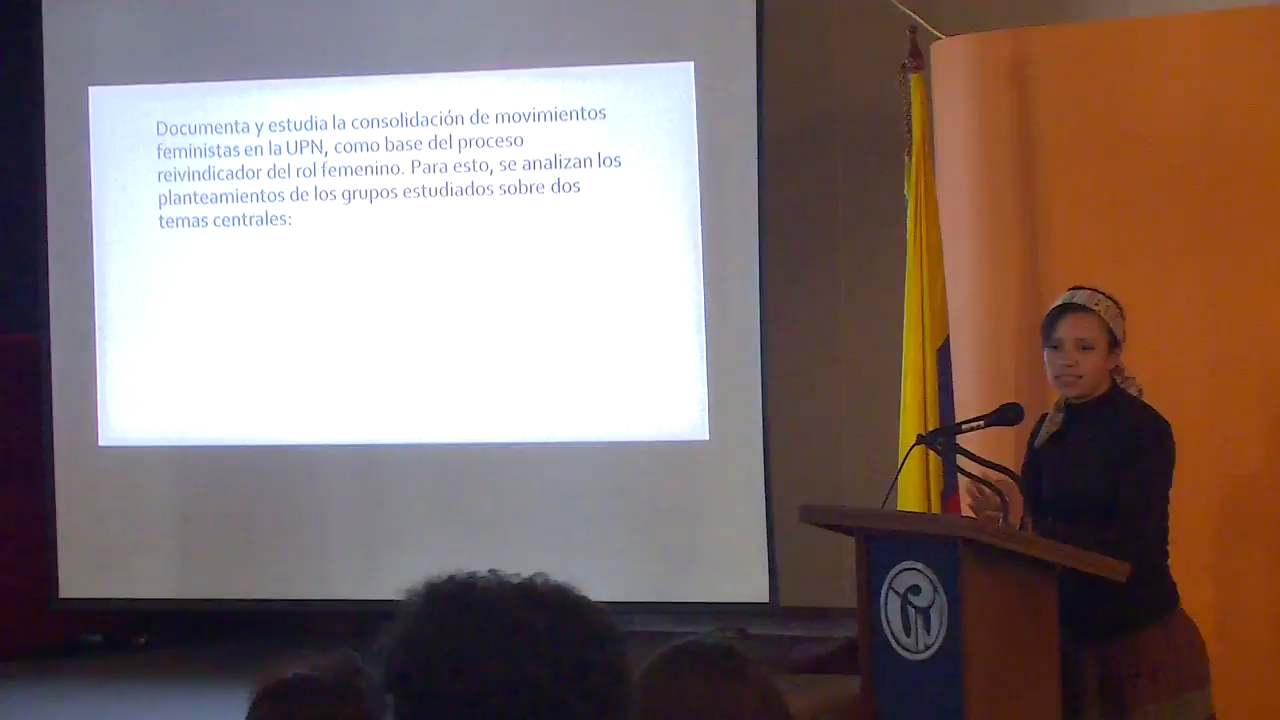 Documenta y estudia la consolidación de movimientos
feministas en la UPN, como base del proceso
reivindicador del rol femenino. Para esto, se analizan los
planteamientos de los grupos estudiados sobre dos
temas centrales: